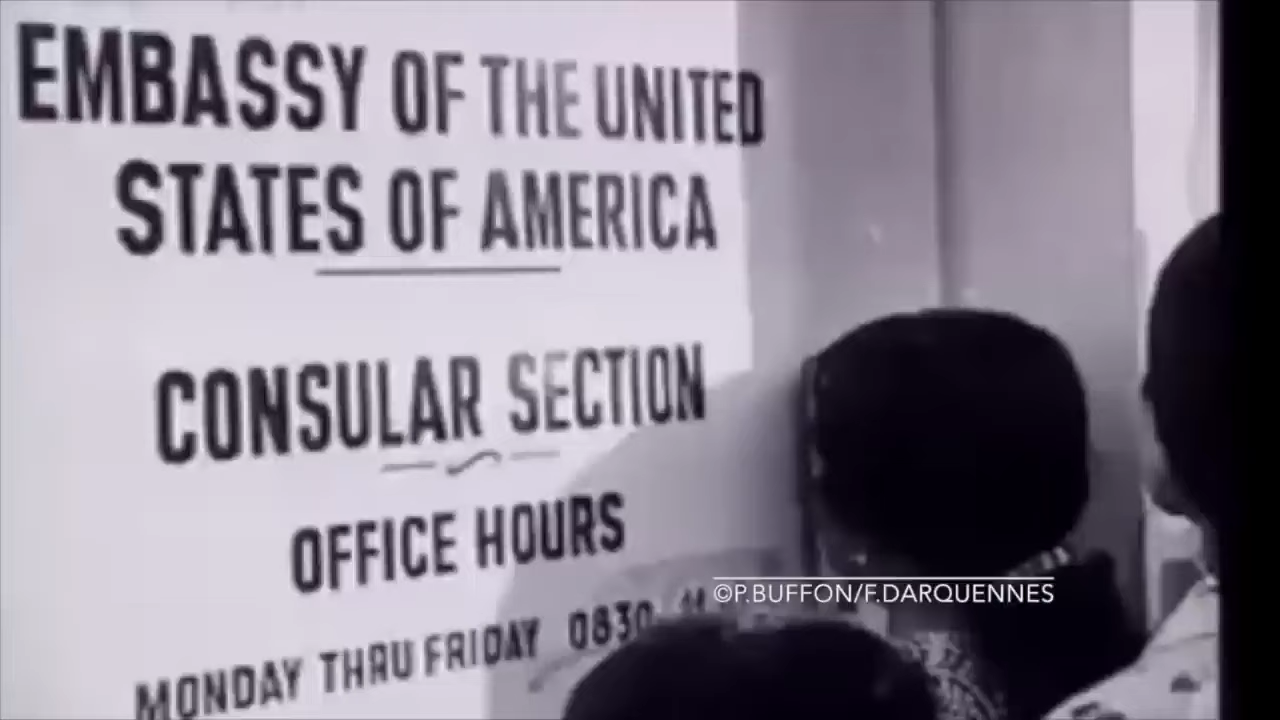 EMBASSY OF THE UNITED
STATES OF AMERICA
CONSULAR SECTION
OFFICE HOURS
MONDAY THRU FRIDAY 0830
©P.BUFFON/F.DARQUENNES